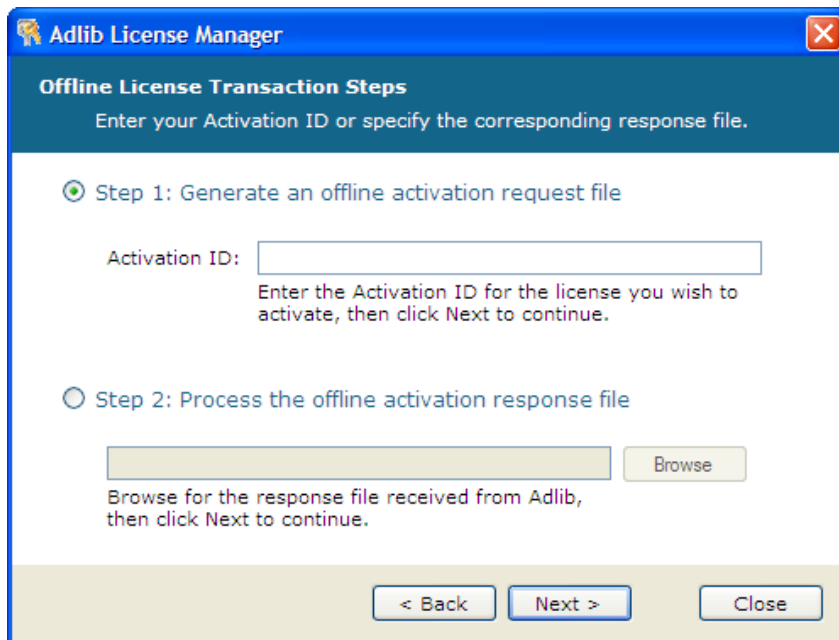 Adlib License Manager
Offline License Transaction Steps
Enter your Activation ID or specify the corresponding response file.
Step 1: Generate an offline activation request file
Activation ID:
Enter the Activation ID for the license you wish to
activate, then click Next to continue.
Step 2: Process the offline activation response file
Browse
Browse for the response file received from Adlib,
then click Next to continue.
< Back Next > Close